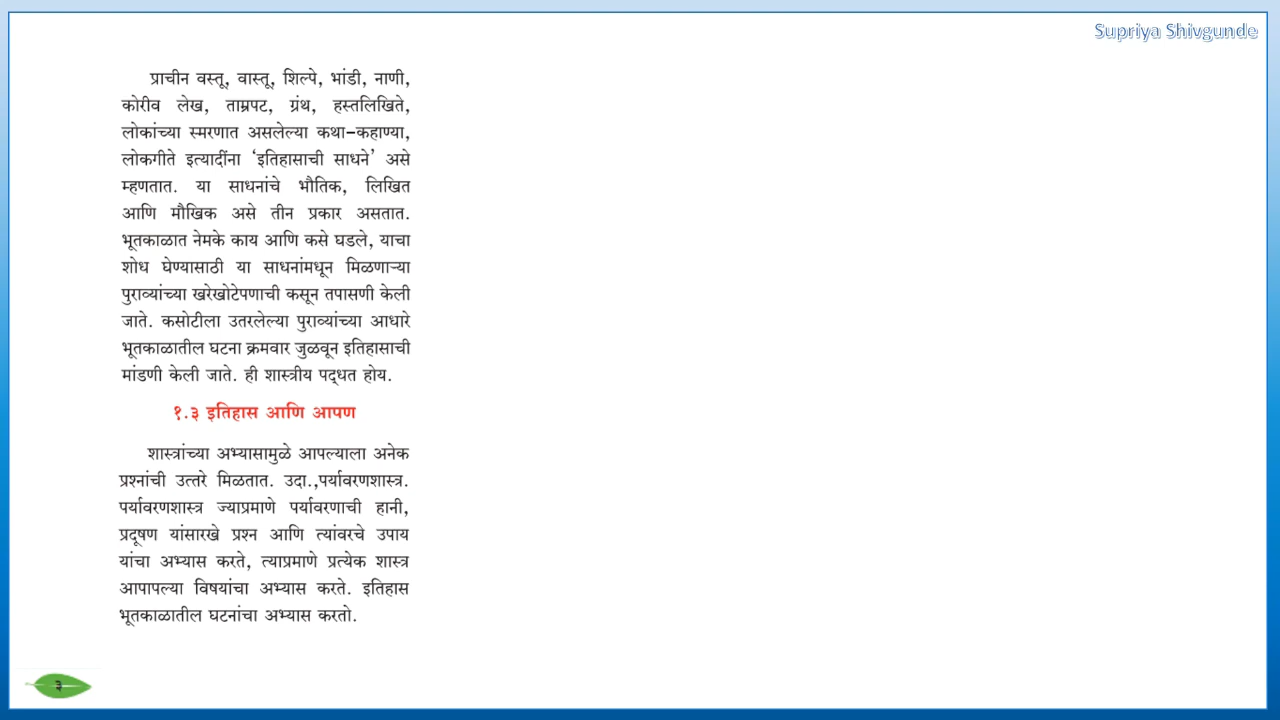 Supriya Shivgunde
प्राचीन वस्तू, वास्तू, शिल्पे, भांडी, नाणी,
कोरीव लेख, ताम्रपट, ग्रंथ, हस्तलिखिते,
लोकांच्या स्मरणात असलेल्या कथा-कहाण्या,
लोकगीते इत्यादींना ‘इतिहासाची साधने’ असे
म्हणतात. या साधनांचे भौतिक, लिखित
आणि मौखिक असे तीन प्रकार असतात.
भूतकाळात नेमके काय आणि कसे घडले, याचा
शोध घेण्यासाठी या साधनांमधून मिळणाऱ्या
पुराव्यांच्या खरेखोटेपणाची कसून तपासणी केली
जाते. कसोटीला उतरलेल्या पुराव्यांच्या आधारे
भूतकाळातील घटना क्रमवार जुळवून इतिहासाची
मांडणी केली जाते. ही शास्त्रीय पद्धत होय.
१.३ इतिहास आणि आपण
शास्त्रांच्या अभ्यासामुळे आपल्याला अनेक
प्रश्नांची उत्तरे मिळतात. उदा.,पर्यावरणशास्त्र.
पर्यावरणशास्त्र ज्याप्रमाणे पर्यावरणाची हानी,
प्रदूषण यांसारखे प्रश्न आणि त्यांवरचे उपाय
यांचा अभ्यास करते, त्याप्रमाणे प्रत्येक शास्त्र
आपापल्या विषयांचा अभ्यास करते. इतिहास
भूतकाळातील घटनांचा अभ्यास करतो.
३